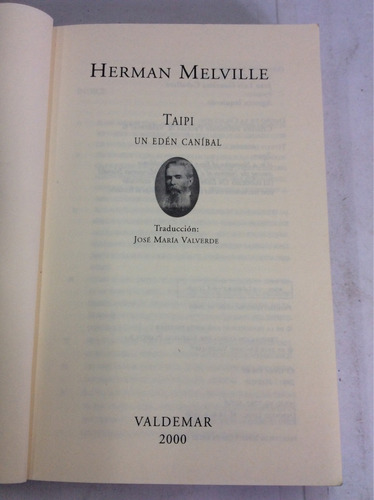 HERMAN MELVILLE
TAIPI
UN EDÉN CANÍBAL
Traducción:
JOSÉ MARÍA VALVERDE
VALDEMAR
2000